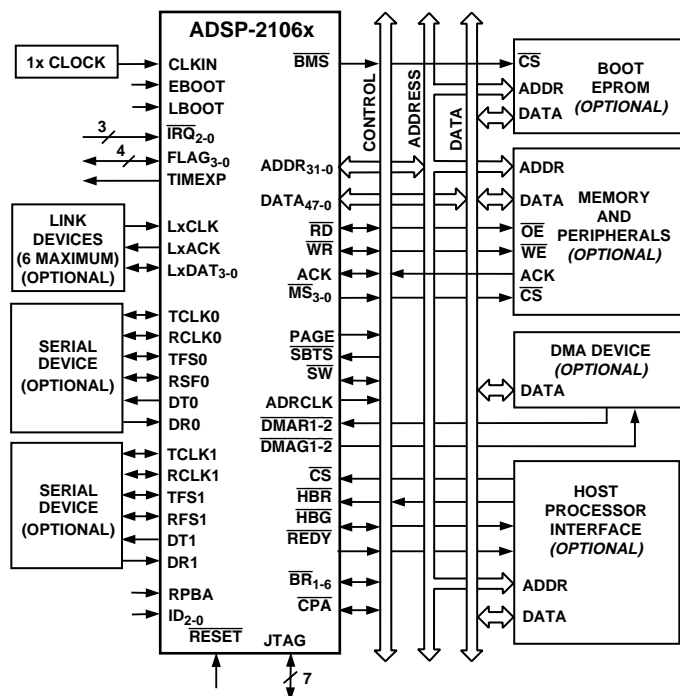 ADSP-2106x
1x CLOCK
CLKIN
EBOOT
LBOOT
3
IRQ2-0
4
FLAG3-0
TIMEXP
LINK
DEVICES
(6 MAXIMUM)
(OPTIONAL)
LxCLK
LxACK
LxDAT3-0
SERIAL
DEVICE
(OPTIONAL)
TCLK0
RCLK0
TFS0
RSF0
DT0
DR0
SERIAL
DEVICE
(OPTIONAL)
TCLK1
RCLK1
TFS1
RFS1
DT1
DR1
RPBA
ID2-0
RESET
JTAG
7
BMS
ADDR31-0
DATA47-0
RD
WR
ACK
MS3-0
PAGE
SBTS
SW
ADRCLK
DMAR1-2
DMAG1-2
CS
HBR
HBG
REDY
BR1-6
CPA
CONTROL
ADDRESS
DATA
CS
ADDR
DATA
BOOT
EPROM
(OPTIONAL)
ADDR
DATA
OE
WE
ACK
CS
MEMORY
AND
PERIPHERALS
(OPTIONAL)
DMA DEVICE
(OPTIONAL)
DATA
HOST
PROCESSOR
INTERFACE
(OPTIONAL)
ADDR
DATA